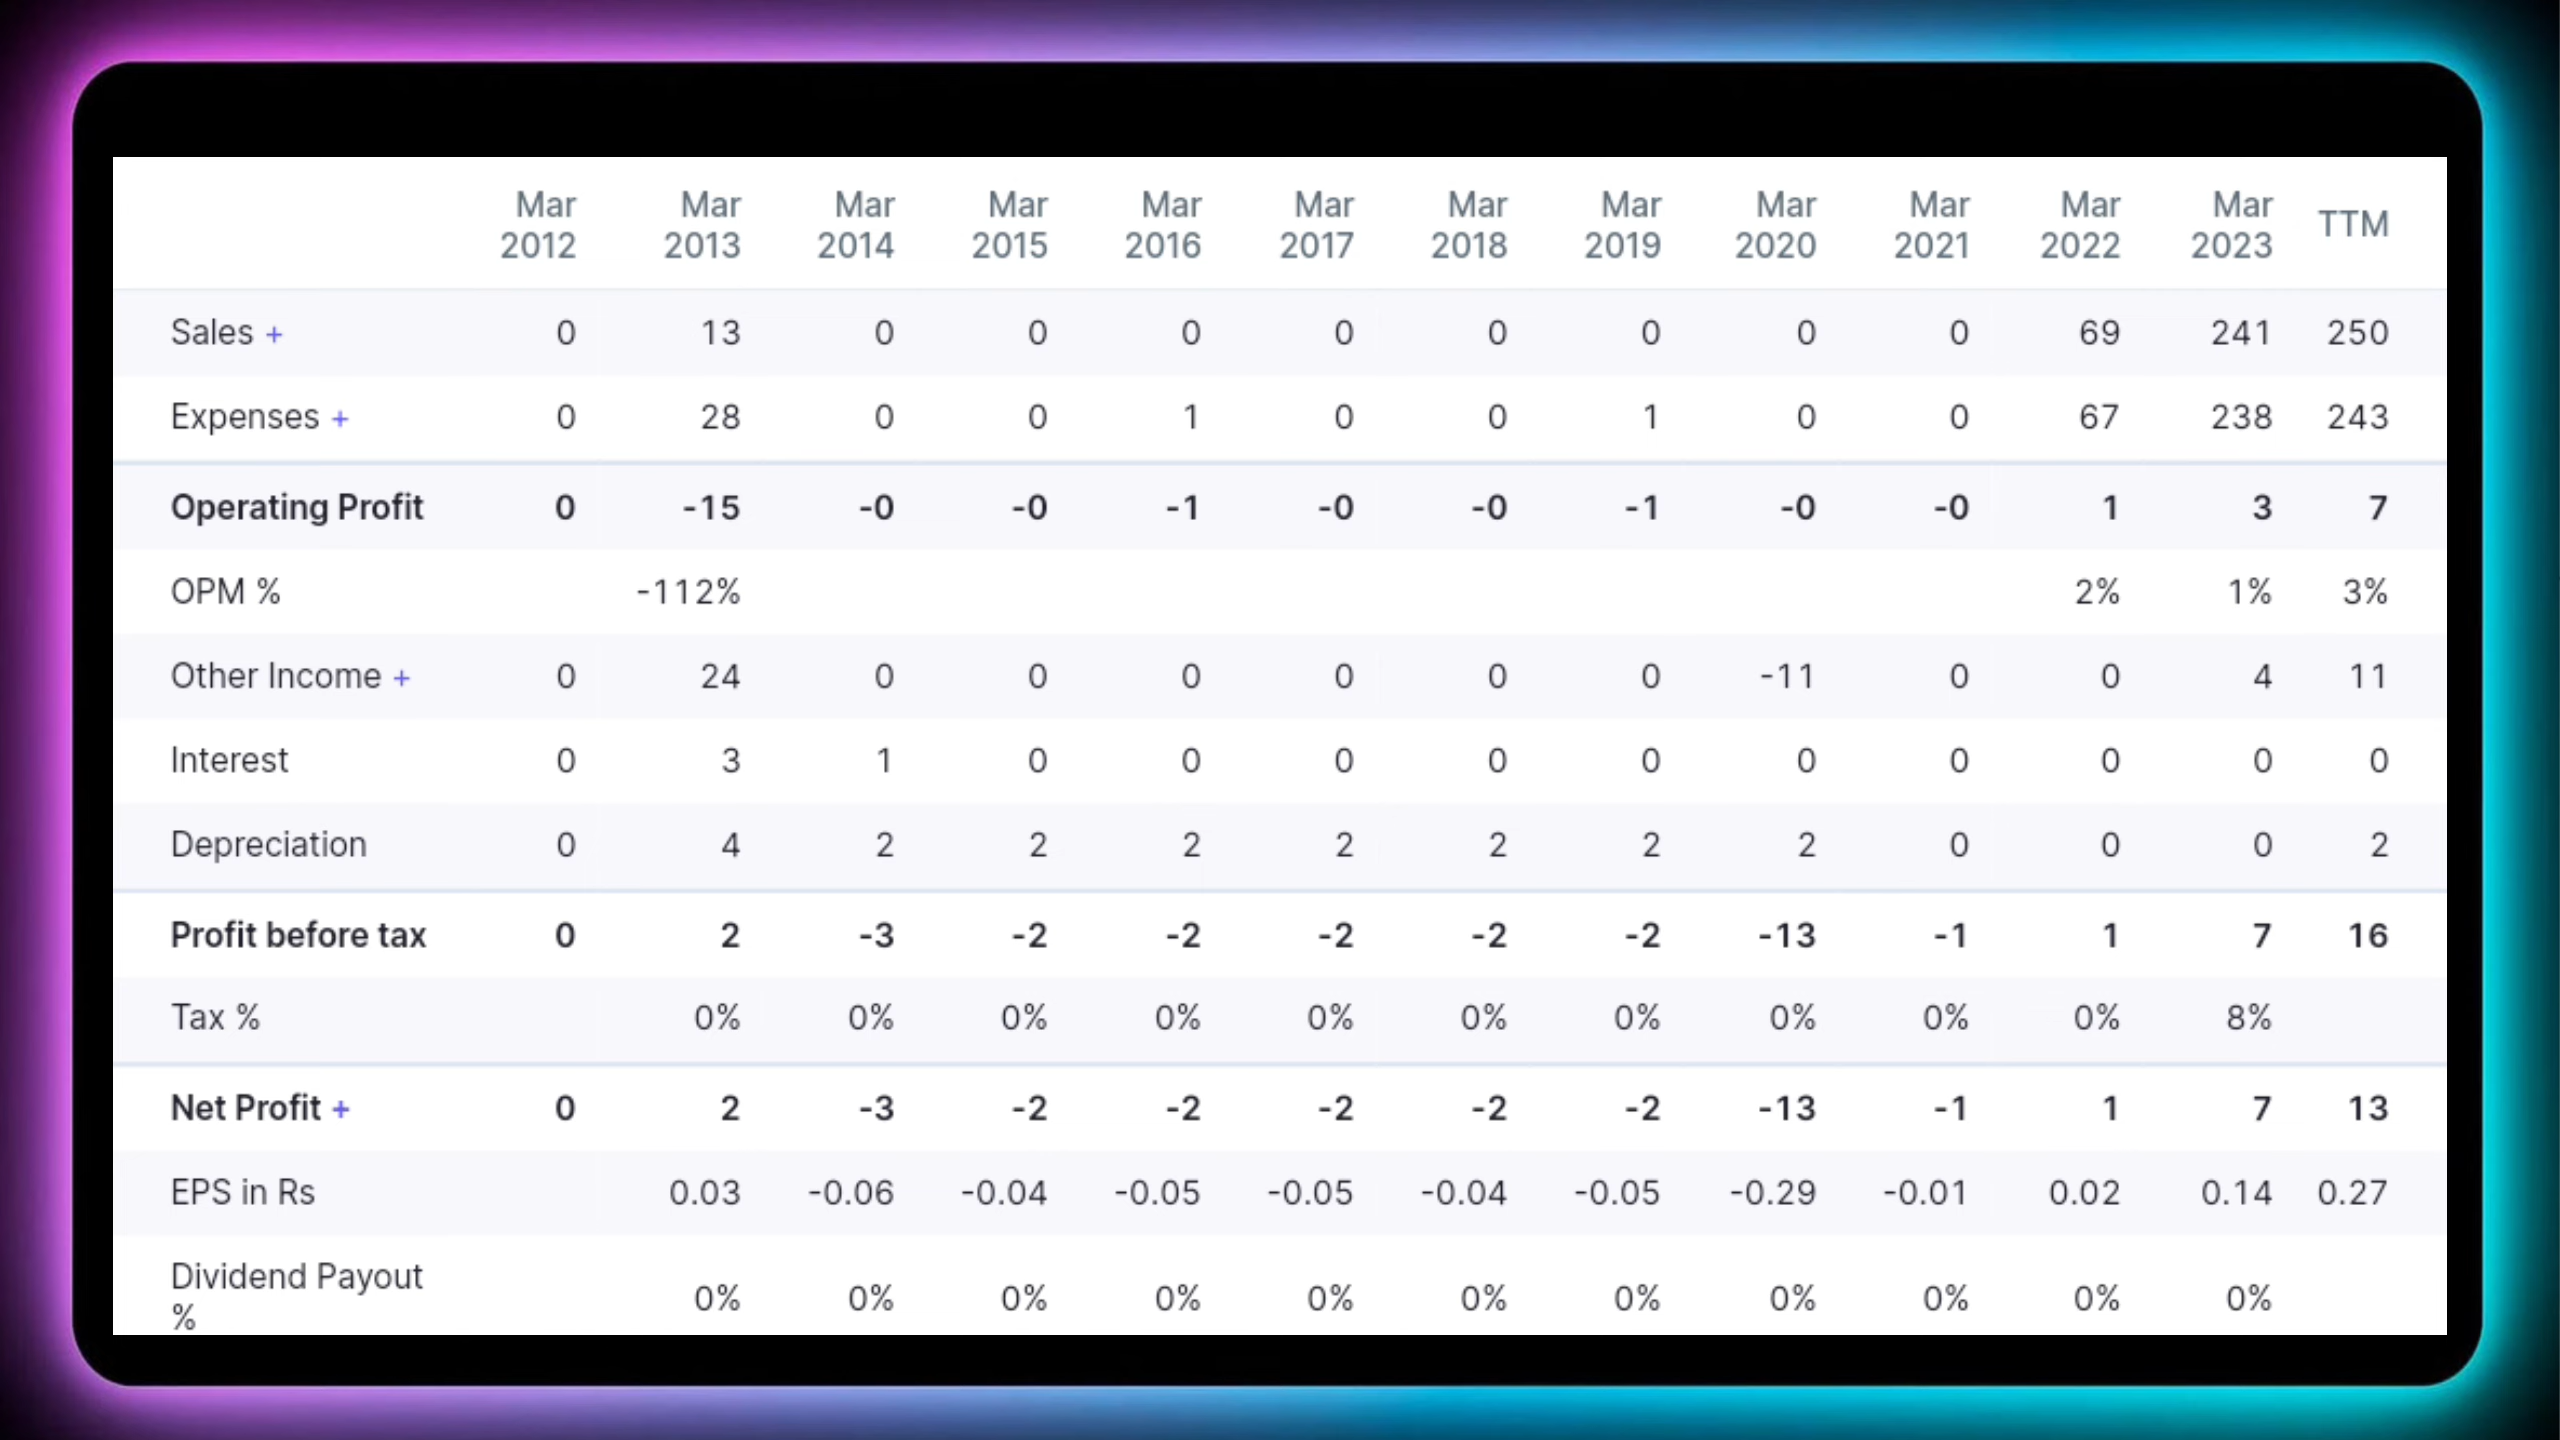 Mar 2012 Mar 2013 Mar 2014 Mar 2015 Mar 2016 Mar 2017 Mar 2018 Mar 2019 Mar 2020 Mar 2021 Mar 2022 Mar 2023 TTM
Sales + 0 13 0 0 0 0 0 0 0 0 69 241 250
Expenses + 0 28 0 0 1 0 0 1 0 0 67 238 243
Operating Profit 0 -15 -0 -0 -1 -0 -0 -1 -0 -0 1 3 7
OPM % -112% 2% 1% 3%
Other Income + 0 24 0 0 0 0 0 0 -11 0 0 4 11
Interest 0 3 1 0 0 0 0 0 0 0 0 0 0
Depreciation 0 4 2 2 2 2 2 2 2 0 0 0 2
Profit before tax 0 2 -3 -2 -2 -2 -2 -2 -13 -1 1 7 16
Tax % 0% 0% 0% 0% 0% 0% 0% 0% 0% 0% 8%
Net Profit + 0 2 -3 -2 -2 -2 -2 -2 -13 -1 1 7 13
EPS in Rs 0.03 -0.06 -0.04 -0.05 -0.05 -0.04 -0.05 -0.29 -0.01 0.02 0.14 0.27
Dividend Payout % 0% 0% 0% 0% 0% 0% 0% 0% 0% 0% 0%